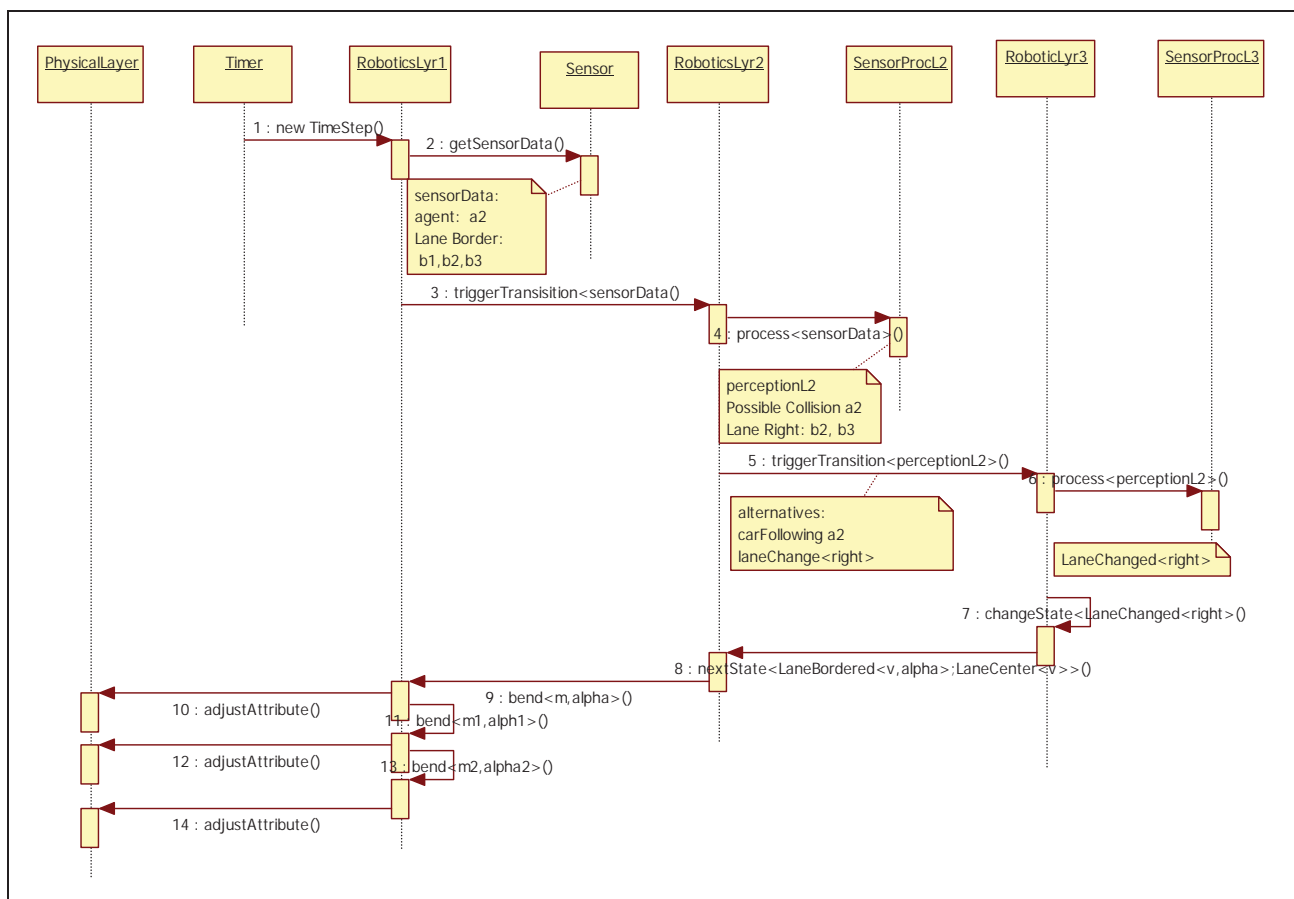 PhysicalLayer
Timer
RoboticsLyr1
Sensor
RoboticsLyr2
SensorProcL2
RoboticLyr3
SensorProcL3
1 : new TimeStep()
2 : getSensorData()
sensorData:
agent: a2
Lane Border:
b1,b2,b3
3 : triggerTransisition<sensorData()
4 : process<sensorData>()
perceptionL2
Possible Collision a2
Lane Right: b2, b3
5 : triggerTransition<perceptionL2>()
6 : process<perceptionL2>()
alternatives:
carFollowing a2
laneChange<right>
LaneChanged<right>
7 : changeState<LaneChanged<right>()
8 : nextState<LaneBordered<v,alpha>;LaneCenter<v>>()
9 : bend<m,alpha>()
10 : adjustAttribute()
11 : bend<m1,alph1>()
12 : adjustAttribute()
13 : bend<m2,alpha2>()
14 : adjustAttribute()